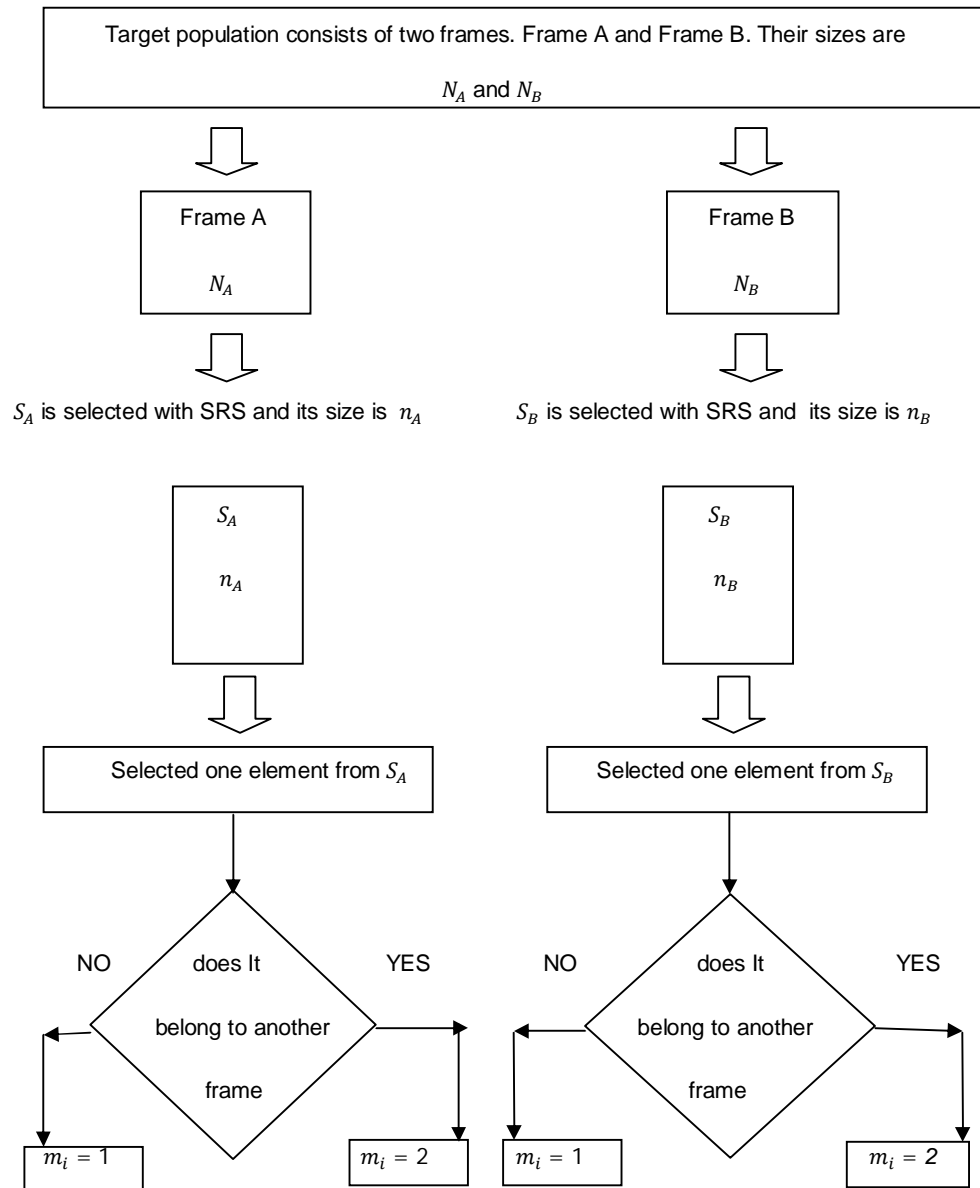 Target population consists of two frames. Frame A and Frame B. Their sizes are
N_A and N_B
Frame A
N_A
Frame B
N_B
S_A is selected with SRS and its size is n_A
S_B is selected with SRS and its size is n_B
S_A
n_A
S_B
n_B
Selected one element from S_A
Selected one element from S_B
NO
does It
belong to another
frame
YES
NO
does It
belong to another
frame
YES
m_i = 1
m_i = 2
m_i = 1
m_i = 2